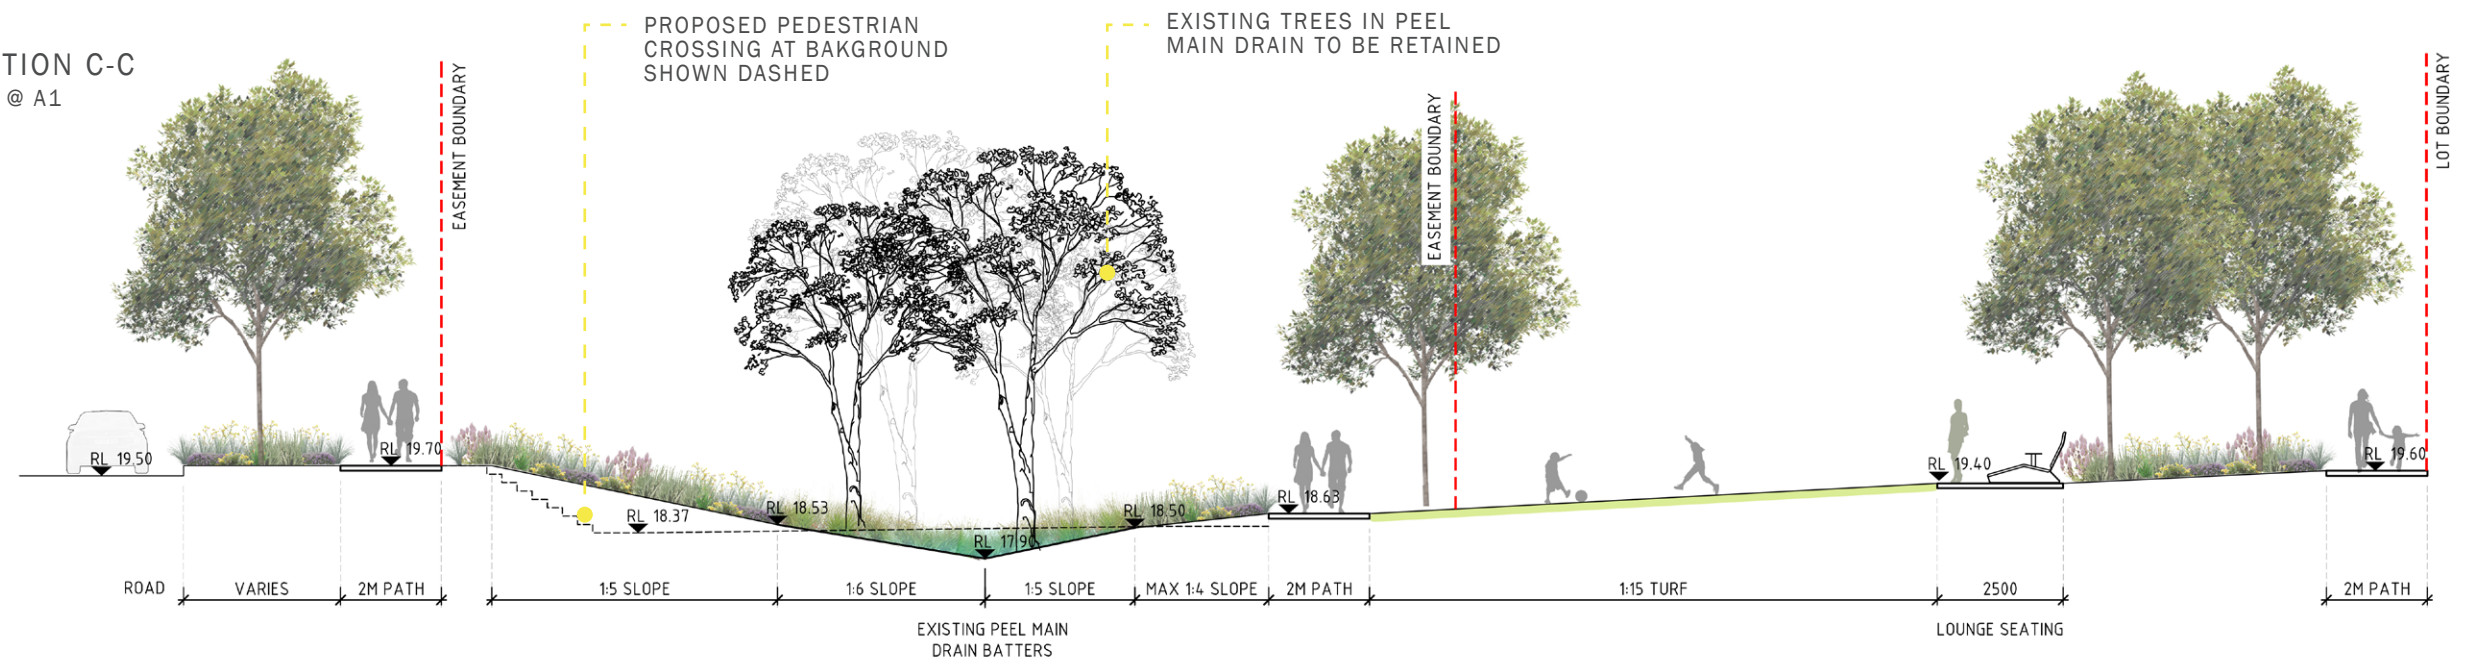 TION C-C
@ A1
PROPOSED PEDESTRIAN
CROSSING AT BAKGROUND
SHOWN DASHED
EXISTING TREES IN PEEL
MAIN DRAIN TO BE RETAINED
EASEMENT BOUNDARY
EASEMENT BOUNDARY
LOT BOUNDARY
RL 19.50
RL 19.70
RL 18.37
RL 18.53
RL 17.90
RL 18.50
RL 18.63
RL 19.40
RL 19.60
ROAD
VARIES
2M PATH
1:5 SLOPE
1:6 SLOPE
1:5 SLOPE
MAX 1:4 SLOPE
2M PATH
1:15 TURF
2500
2M PATH
EXISTING PEEL MAIN
DRAIN BATTERS
LOUNGE SEATING